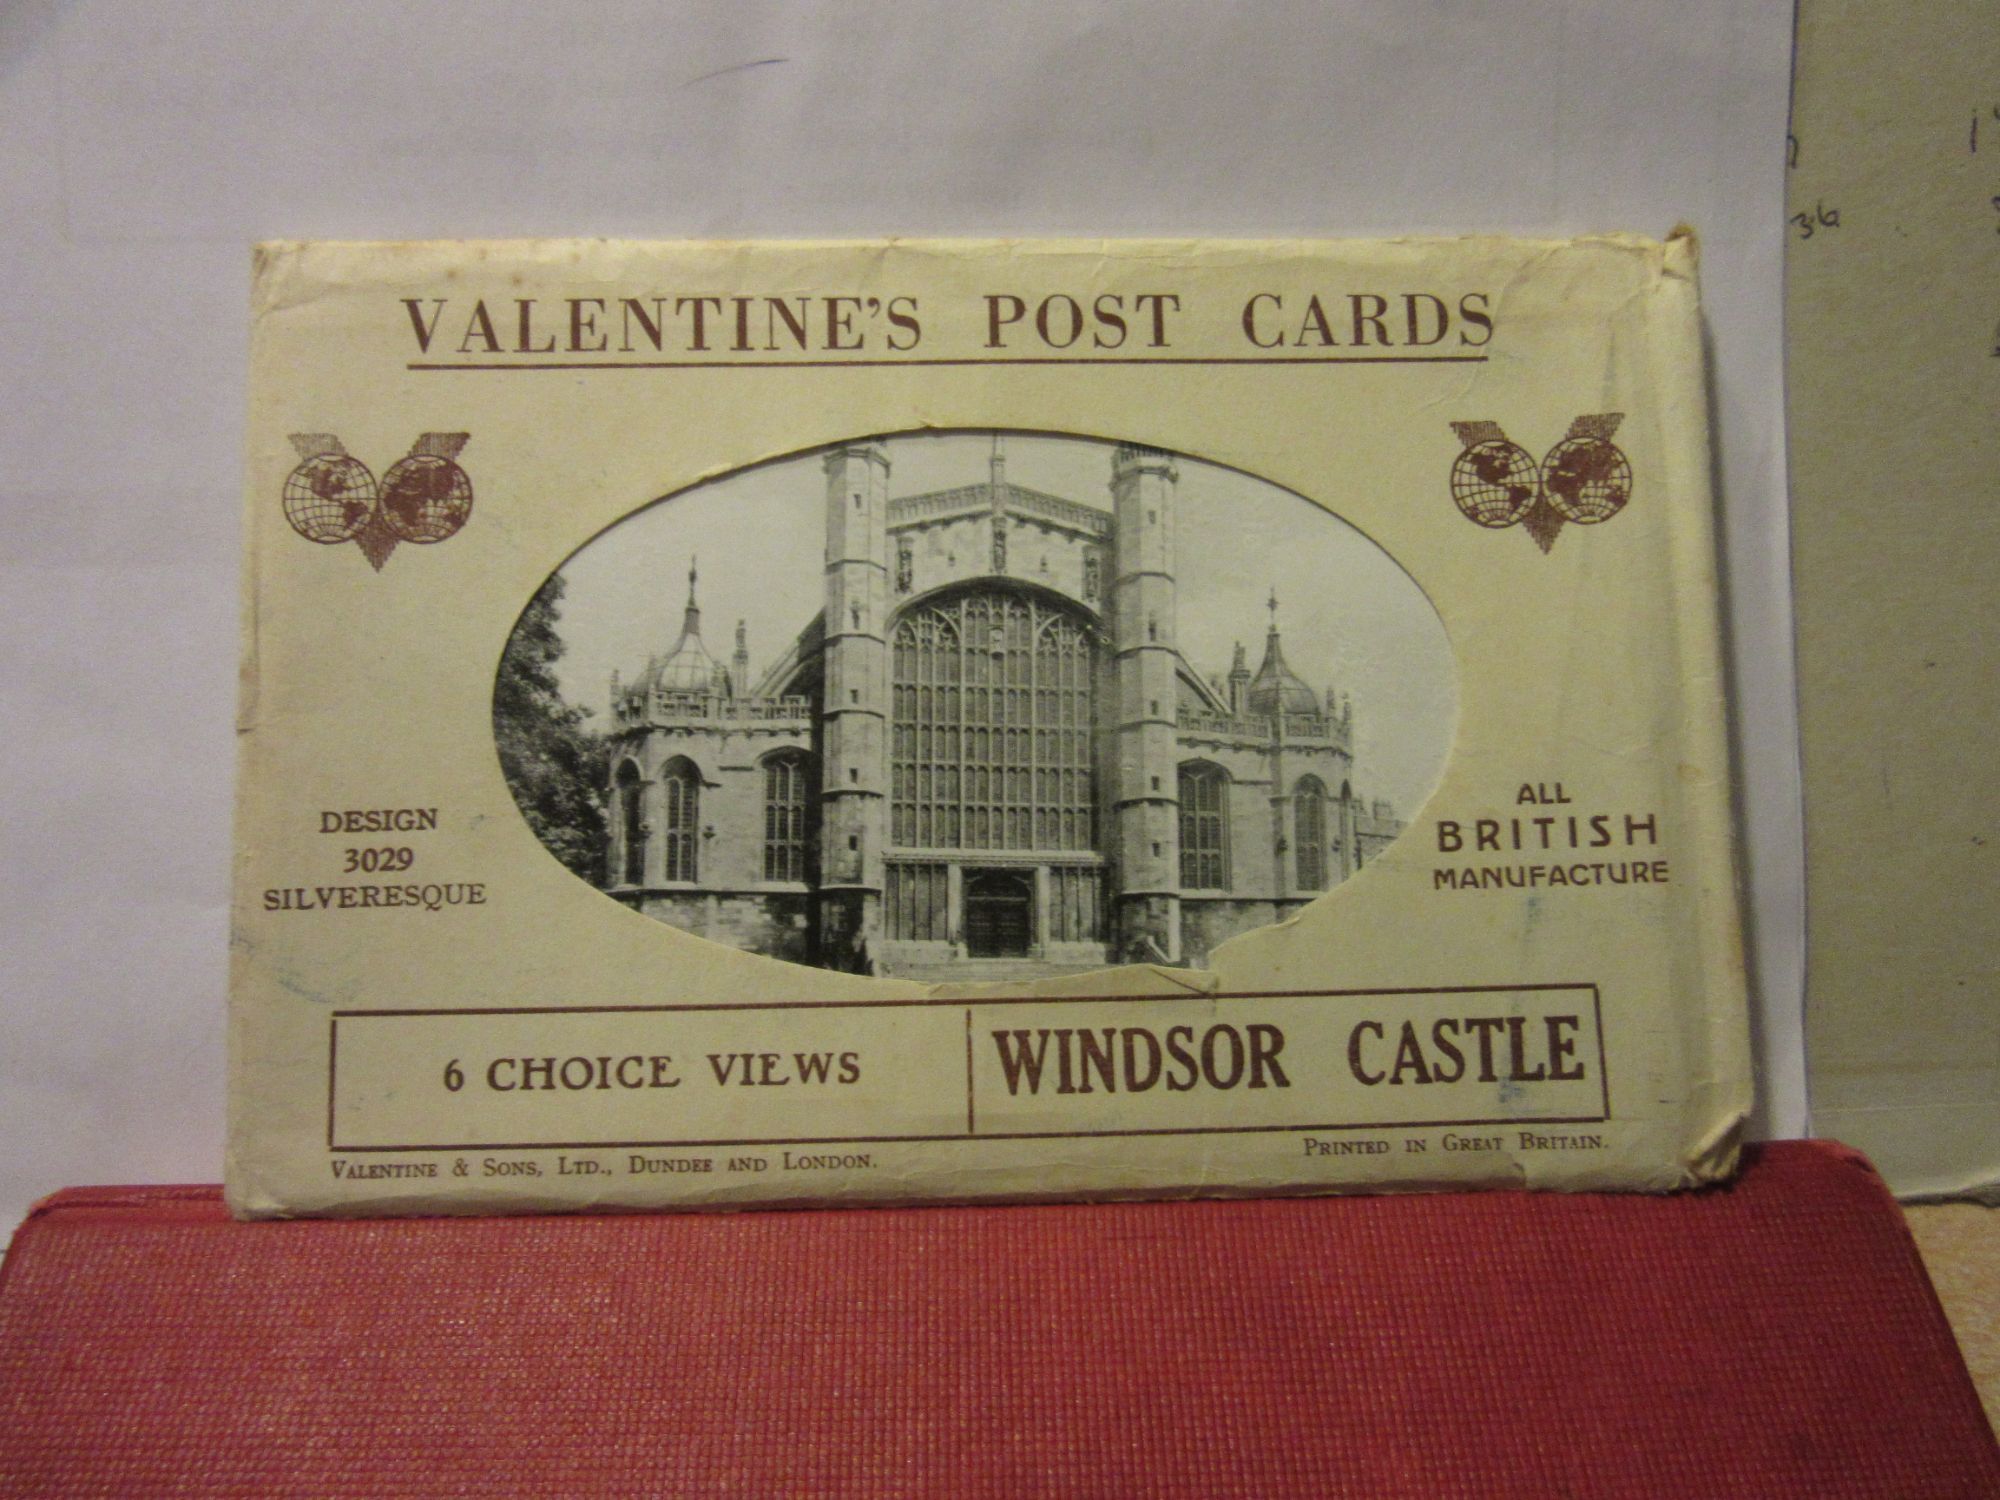 VALENTINE'S POST CARDS
DESIGN
3029
SILVERESQUE
ALL
BRITISH
MANUFACTURE
6 CHOICE VIEWS
WINDSOR CASTLE
VALENTINE & SONS, LTD., DUNDEE AND LONDON.
PRINTED IN GREAT BRITAIN.
36